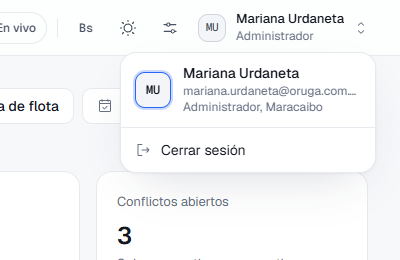 En vivo
Bs
MU
Mariana Urdaneta
Administrador
MU
Mariana Urdaneta
mariana.urdaneta@oruga.com...
Administrador, Maracaibo
a de flota
Cerrar sesión
Conflictos abiertos
3